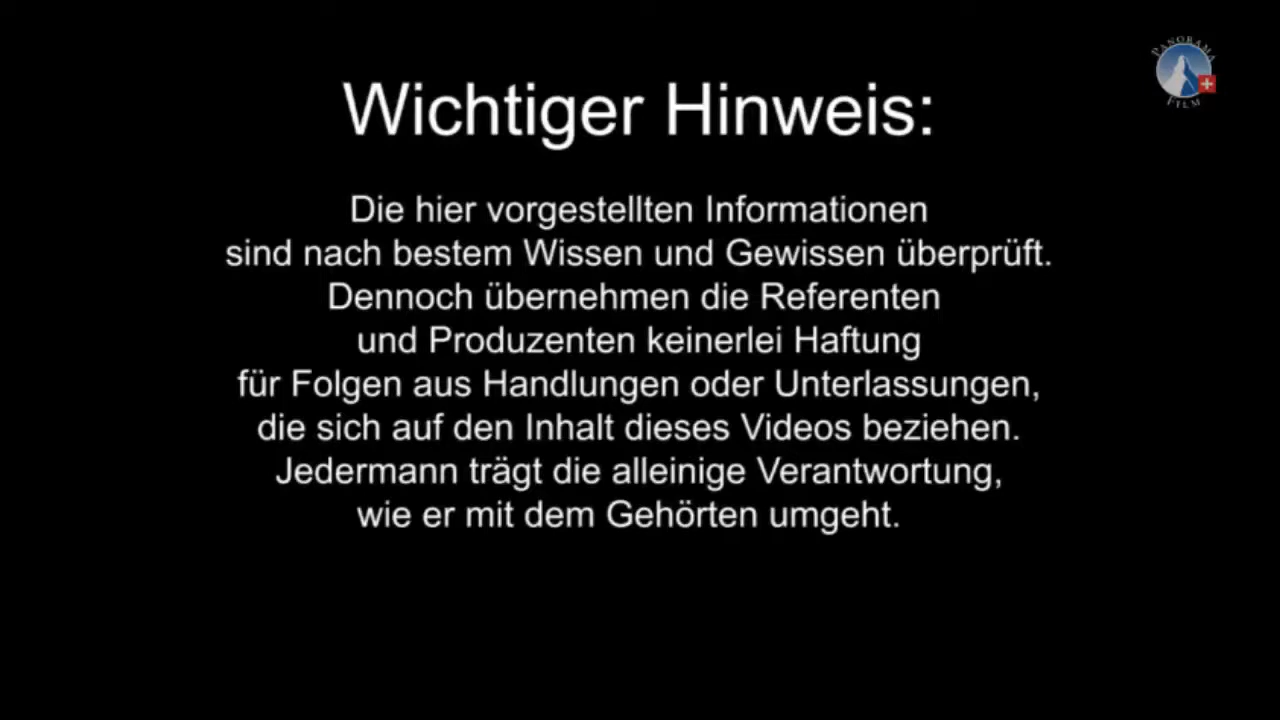 PANORAMA
FILM
Wichtiger Hinweis:
Die hier vorgestellten Informationen
sind nach bestem Wissen und Gewissen überprüft.
Dennoch übernehmen die Referenten
und Produzenten keinerlei Haftung
für Folgen aus Handlungen oder Unterlassungen,
die sich auf den Inhalt dieses Videos beziehen.
Jedermann trägt die alleinige Verantwortung,
wie er mit dem Gehörten umgeht.